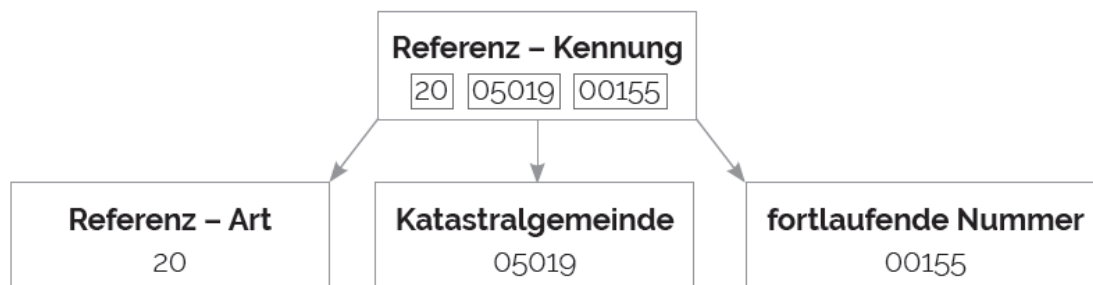 Referenz – Kennung
20 05019 00155
Referenz – Art
20
Katastralgemeinde
05019
fortlaufende Nummer
00155